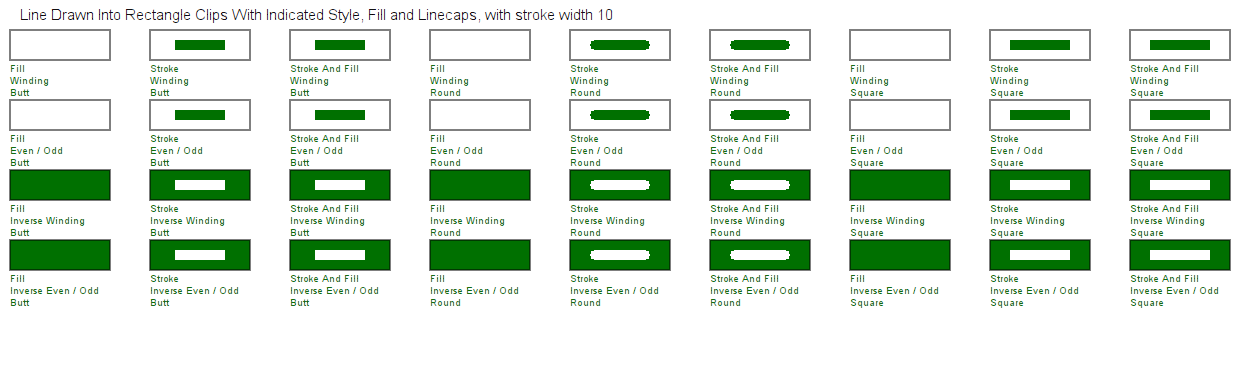 Line Drawn Into Rectangle Clips With Indicated Style, Fill and Linecaps, with stroke width 10
Fill
Winding
Butt
Stroke
Winding
Butt
Stroke And Fill
Winding
Butt
Fill
Winding
Round
Stroke
Winding
Round
Stroke And Fill
Winding
Round
Fill
Winding
Square
Stroke
Winding
Square
Stroke And Fill
Winding
Square
Fill
Even / Odd
Butt
Stroke
Even / Odd
Butt
Stroke And Fill
Even / Odd
Butt
Fill
Even / Odd
Round
Stroke
Even / Odd
Round
Stroke And Fill
Even / Odd
Round
Fill
Even / Odd
Square
Stroke
Even / Odd
Square
Stroke And Fill
Even / Odd
Square
Fill
Inverse Winding
Butt
Stroke
Inverse Winding
Butt
Stroke And Fill
Inverse Winding
Butt
Fill
Inverse Winding
Round
Stroke
Inverse Winding
Round
Stroke And Fill
Inverse Winding
Round
Fill
Inverse Winding
Square
Stroke
Inverse Winding
Square
Stroke And Fill
Inverse Winding
Square
Fill
Inverse Even / Odd
Butt
Stroke
Inverse Even / Odd
Butt
Stroke And Fill
Inverse Even / Odd
Butt
Fill
Inverse Even / Odd
Round
Stroke
Inverse Even / Odd
Round
Stroke And Fill
Inverse Even / Odd
Round
Fill
Inverse Even / Odd
Square
Stroke
Inverse Even / Odd
Square
Stroke And Fill
Inverse Even / Odd
Square